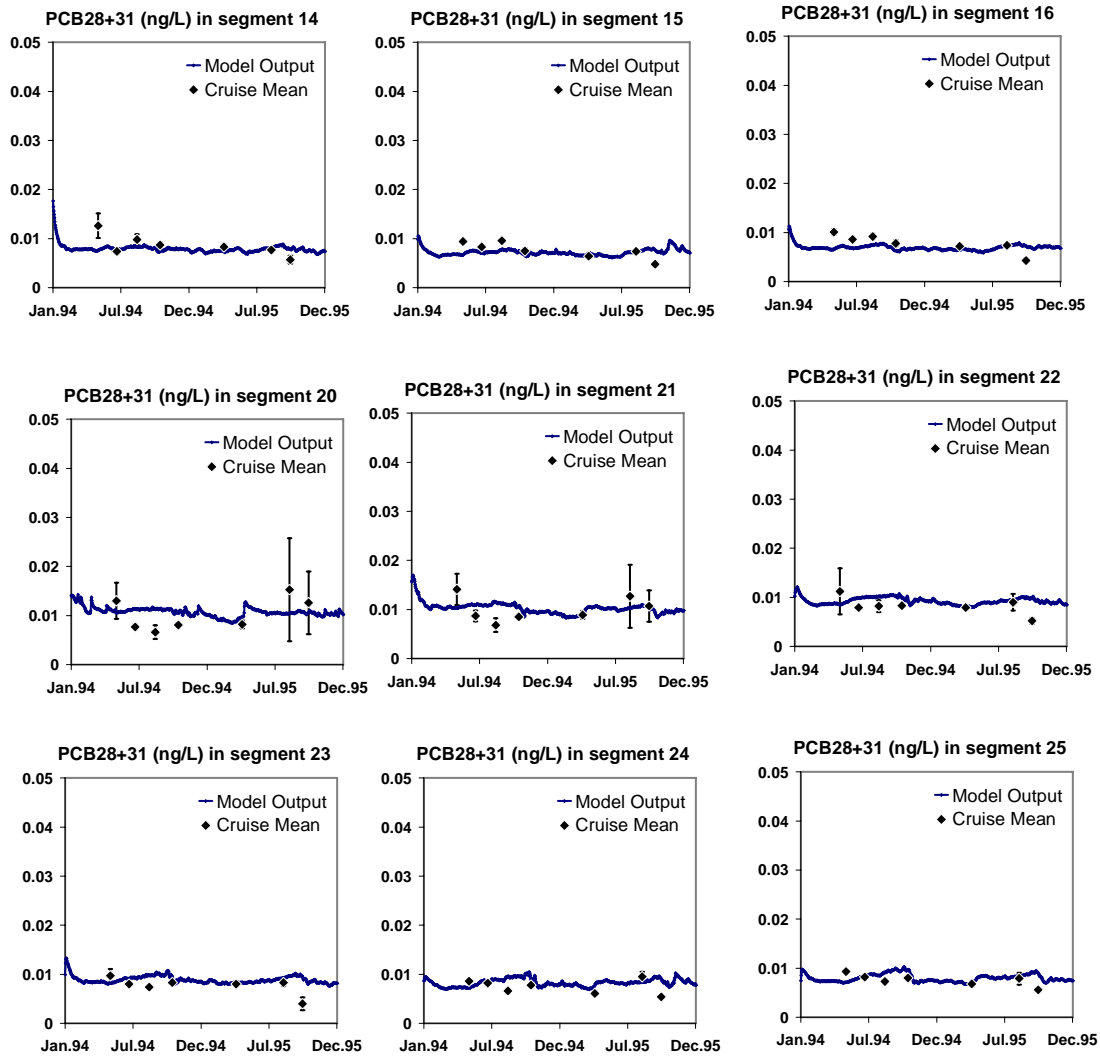 PCB28+31 (ng/L) in segment 14
0.05
0.04
0.03
0.02
0.01
0
Model Output
Cruise Mean
Jan.94 Jul.94 Dec.94 Jul.95 Dec.95
PCB28+31 (ng/L) in segment 15
0.05
0.04
0.03
0.02
0.01
0
Model Output
Cruise Mean
Jan.94 Jul.94 Dec.94 Jul.95 Dec.95
PCB28+31 (ng/L) in segment 16
0.05
0.04
0.03
0.02
0.01
0
Model Output
Cruise Mean
Jan.94 Jul.94 Dec.94 Jul.95 Dec.95
PCB28+31 (ng/L) in segment 20
0.05
0.04
0.03
0.02
0.01
0
Model Output
Cruise Mean
Jan.94 Jul.94 Dec.94 Jul.95 Dec.95
PCB28+31 (ng/L) in segment 21
0.05
0.04
0.03
0.02
0.01
0
Model Output
Cruise Mean
Jan.94 Jul.94 Dec.94 Jul.95 Dec.95
PCB28+31 (ng/L) in segment 22
0.05
0.04
0.03
0.02
0.01
0
Model Output
Cruise Mean
Jan.94 Jul.94 Dec.94 Jul.95 Dec.95
PCB28+31 (ng/L) in segment 23
0.05
0.04
0.03
0.02
0.01
0
Model Output
Cruise Mean
Jan.94 Jul.94 Dec.94 Jul.95 Dec.95
PCB28+31 (ng/L) in segment 24
0.05
0.04
0.03
0.02
0.01
0
Model Output
Cruise Mean
Jan.94 Jul.94 Dec.94 Jul.95 Dec.95
PCB28+31 (ng/L) in segment 25
0.05
0.04
0.03
0.02
0.01
0
Model Output
Cruise Mean
Jan.94 Jul.94 Dec.94 Jul.95 Dec.95